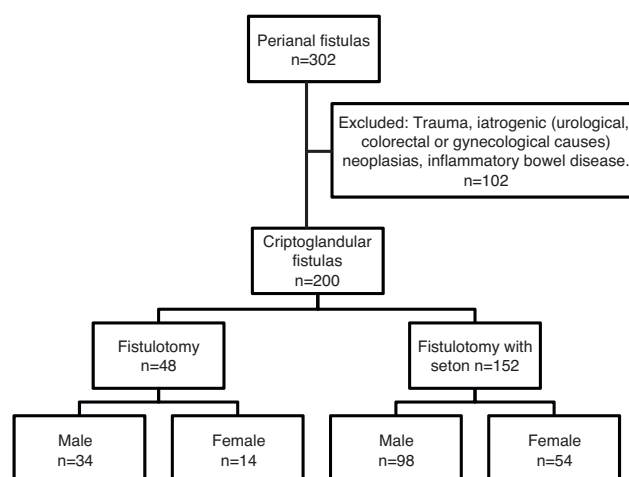 Perianal fistulas
n=302
Excluded: Trauma, iatrogenic (urological,
colorectal or gynecological causes)
neoplasias, inflammatory bowel disease.
n=102
Criptoglandular
fistulas
n=200
Fistulotomy
n=48
Fistulotomy with
seton n=152
Male
n=34
Female
n=14
Male
n=98
Female
n=54